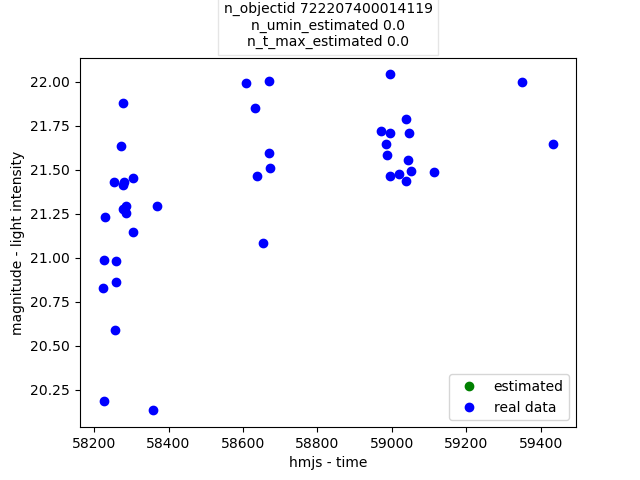 n_objectid 722207400014119
n_umin_estimated 0.0
n_t_max_estimated 0.0
22.00
21.75
21.50
21.25
21.00
20.75
20.50
20.25
magnitude - light intensity
58200 58400 58600 58800 59000 59200 59400
hmjs - time
estimated
real data